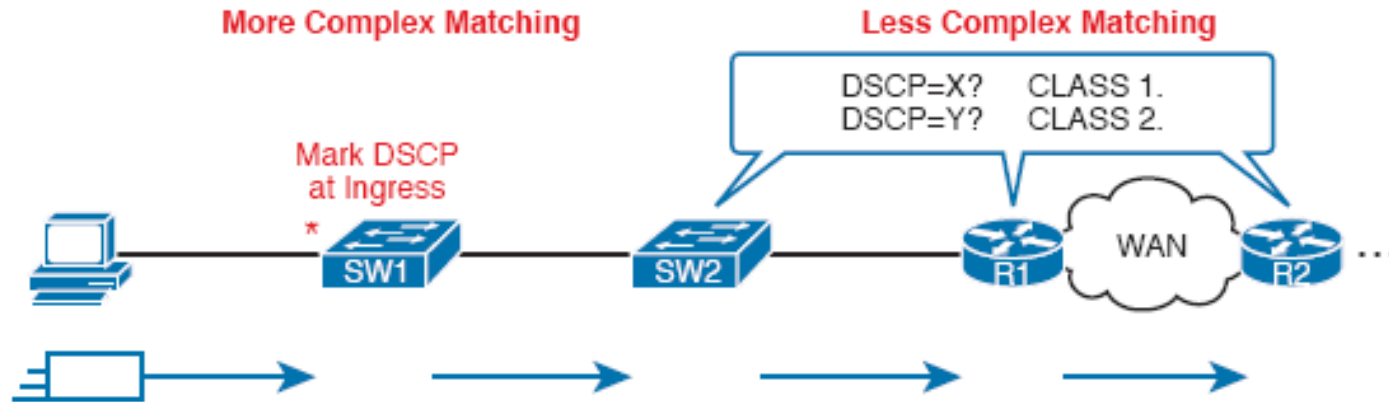 More Complex Matching
Less Complex Matching
DSCP=X? CLASS 1.
DSCP=Y? CLASS 2.
Mark DSCP
at Ingress
*
SW1
SW2
R1
WAN
R2
...